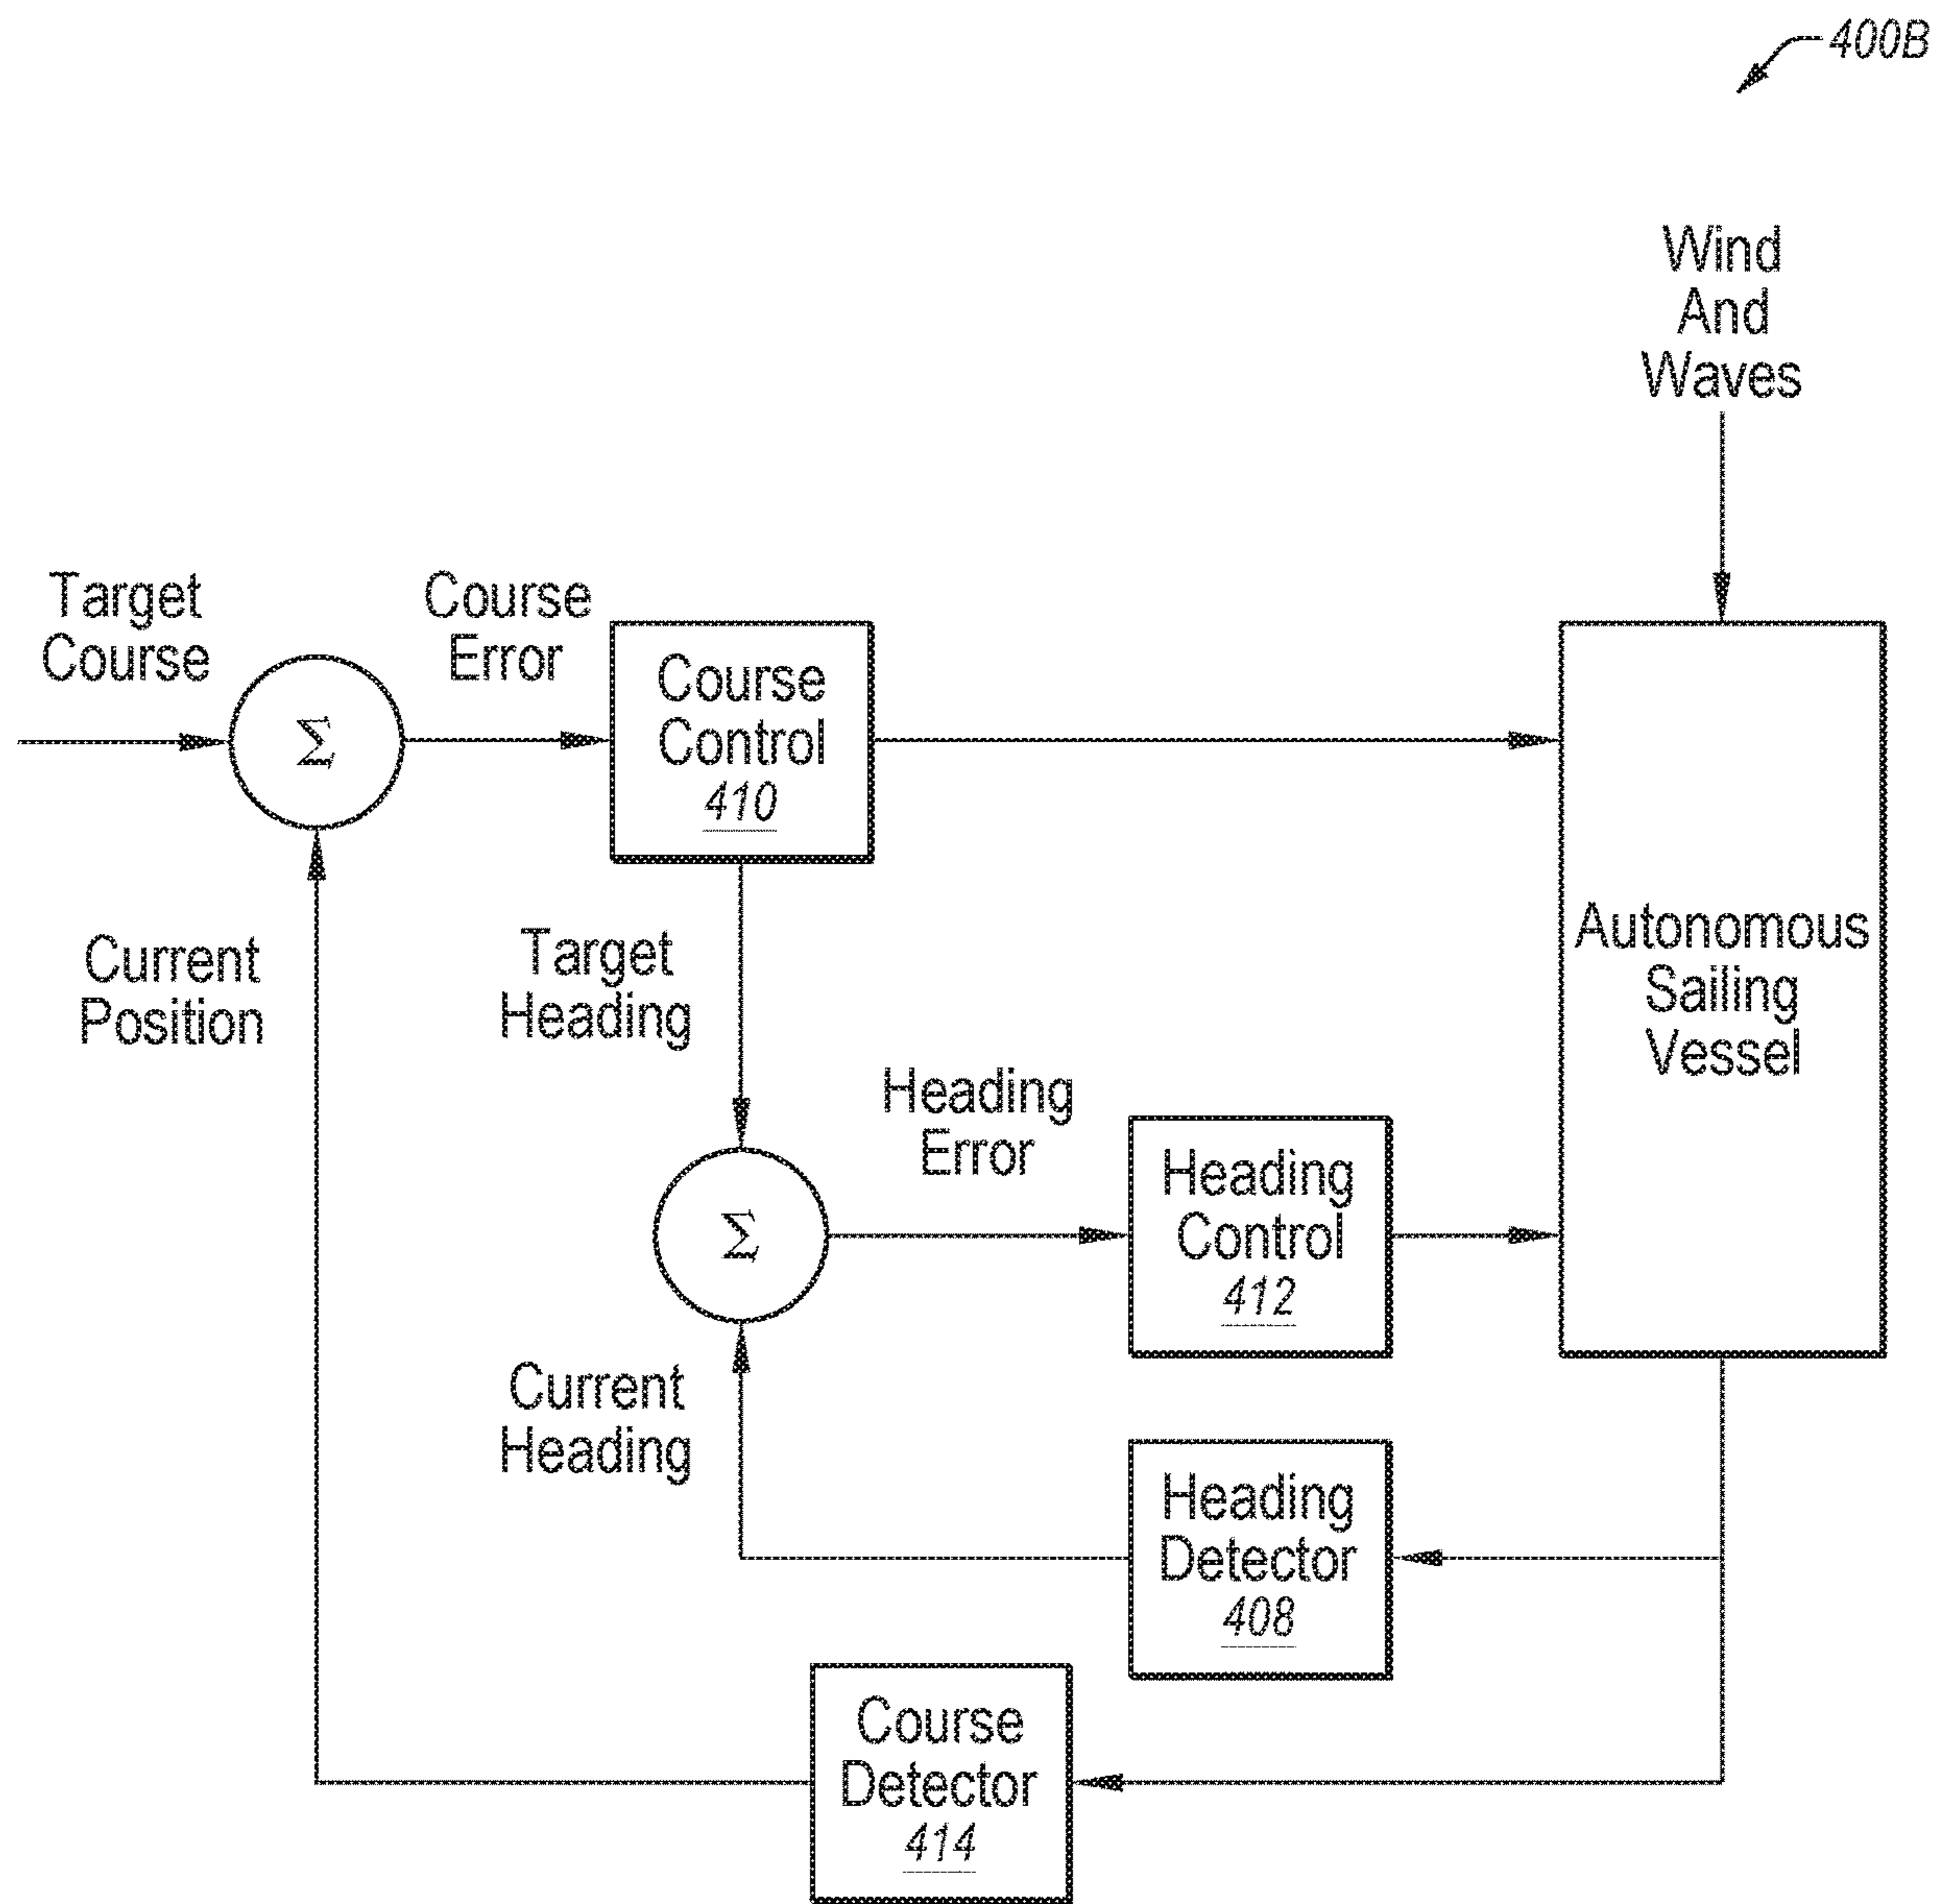 400B
Wind
And
Waves
Target
Course
Course
Error
Σ
Course
Control
410
Current
Position
Target
Heading
Autonomous
Sailing
Vessel
Heading
Error
Σ
Heading
Control
412
Current
Heading
Heading
Detector
408
Course
Detector
414